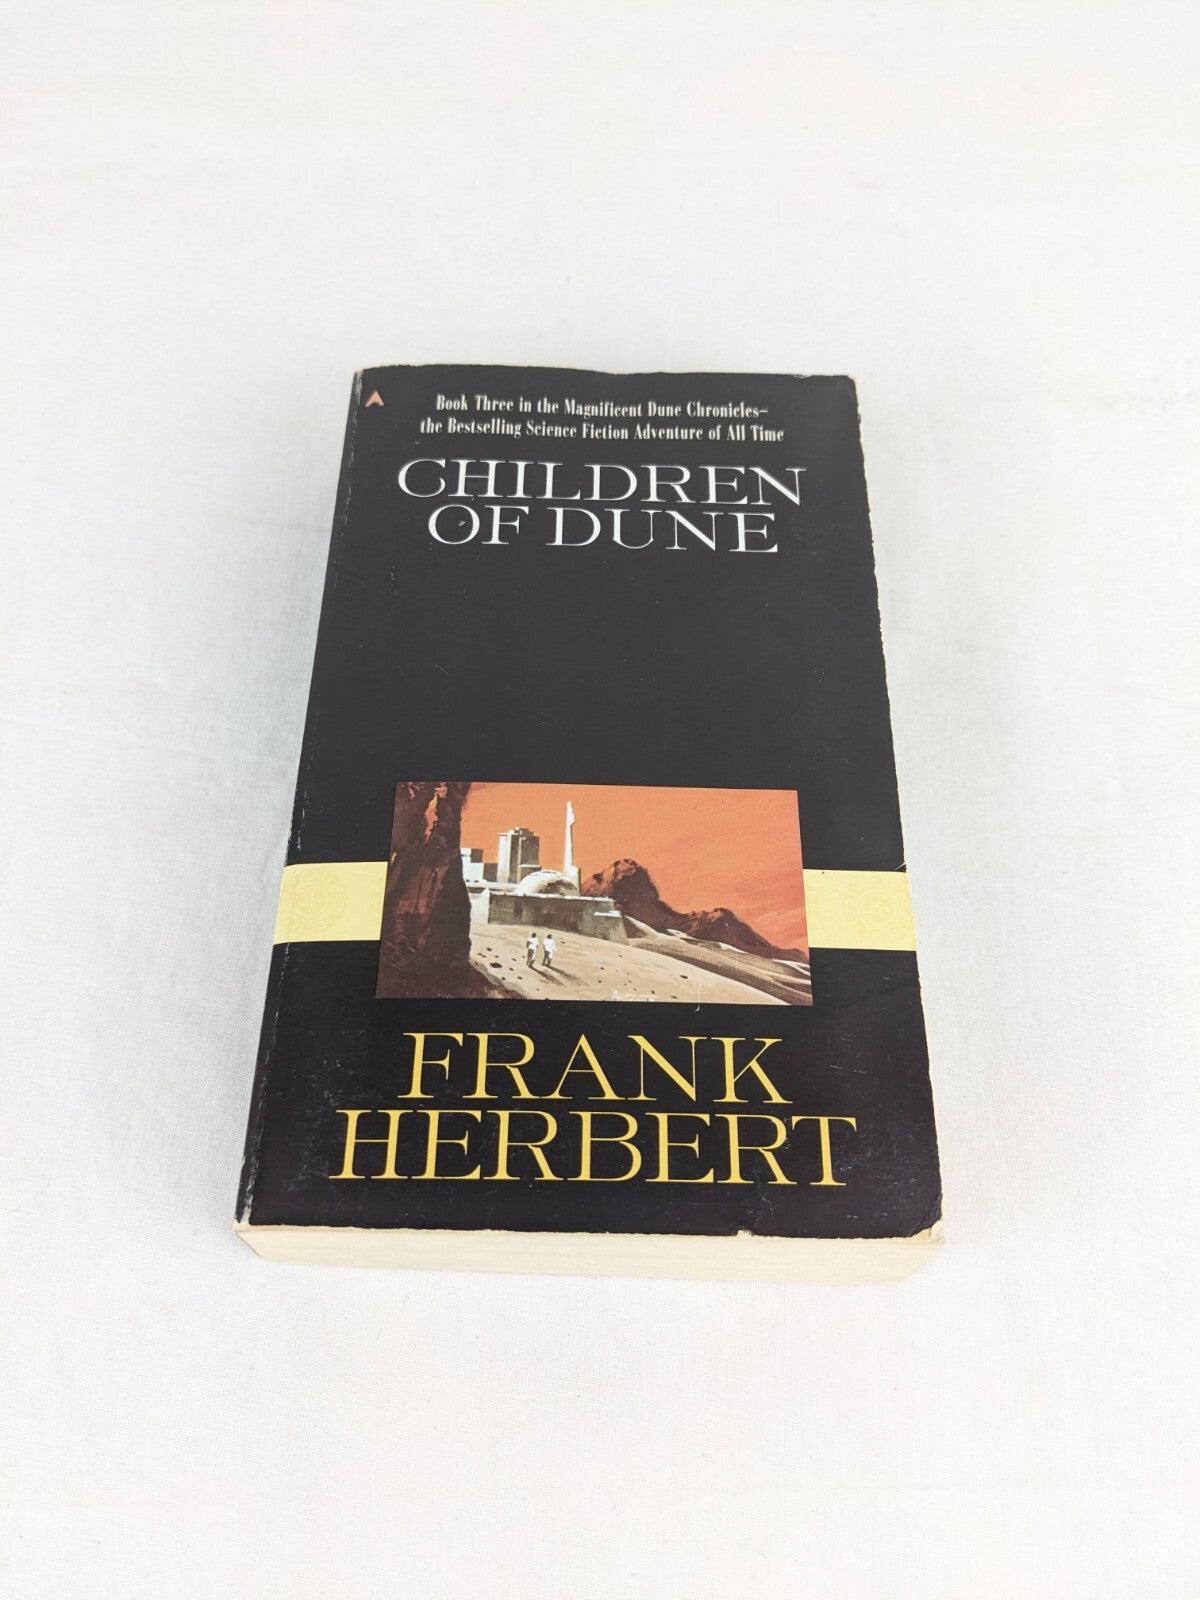 Book Three in the Magnificent Dune Chronicles—
the Bestselling Science Fiction Adventure of All Time
CHILDREN
OF DUNE
FRANK
HERBERT